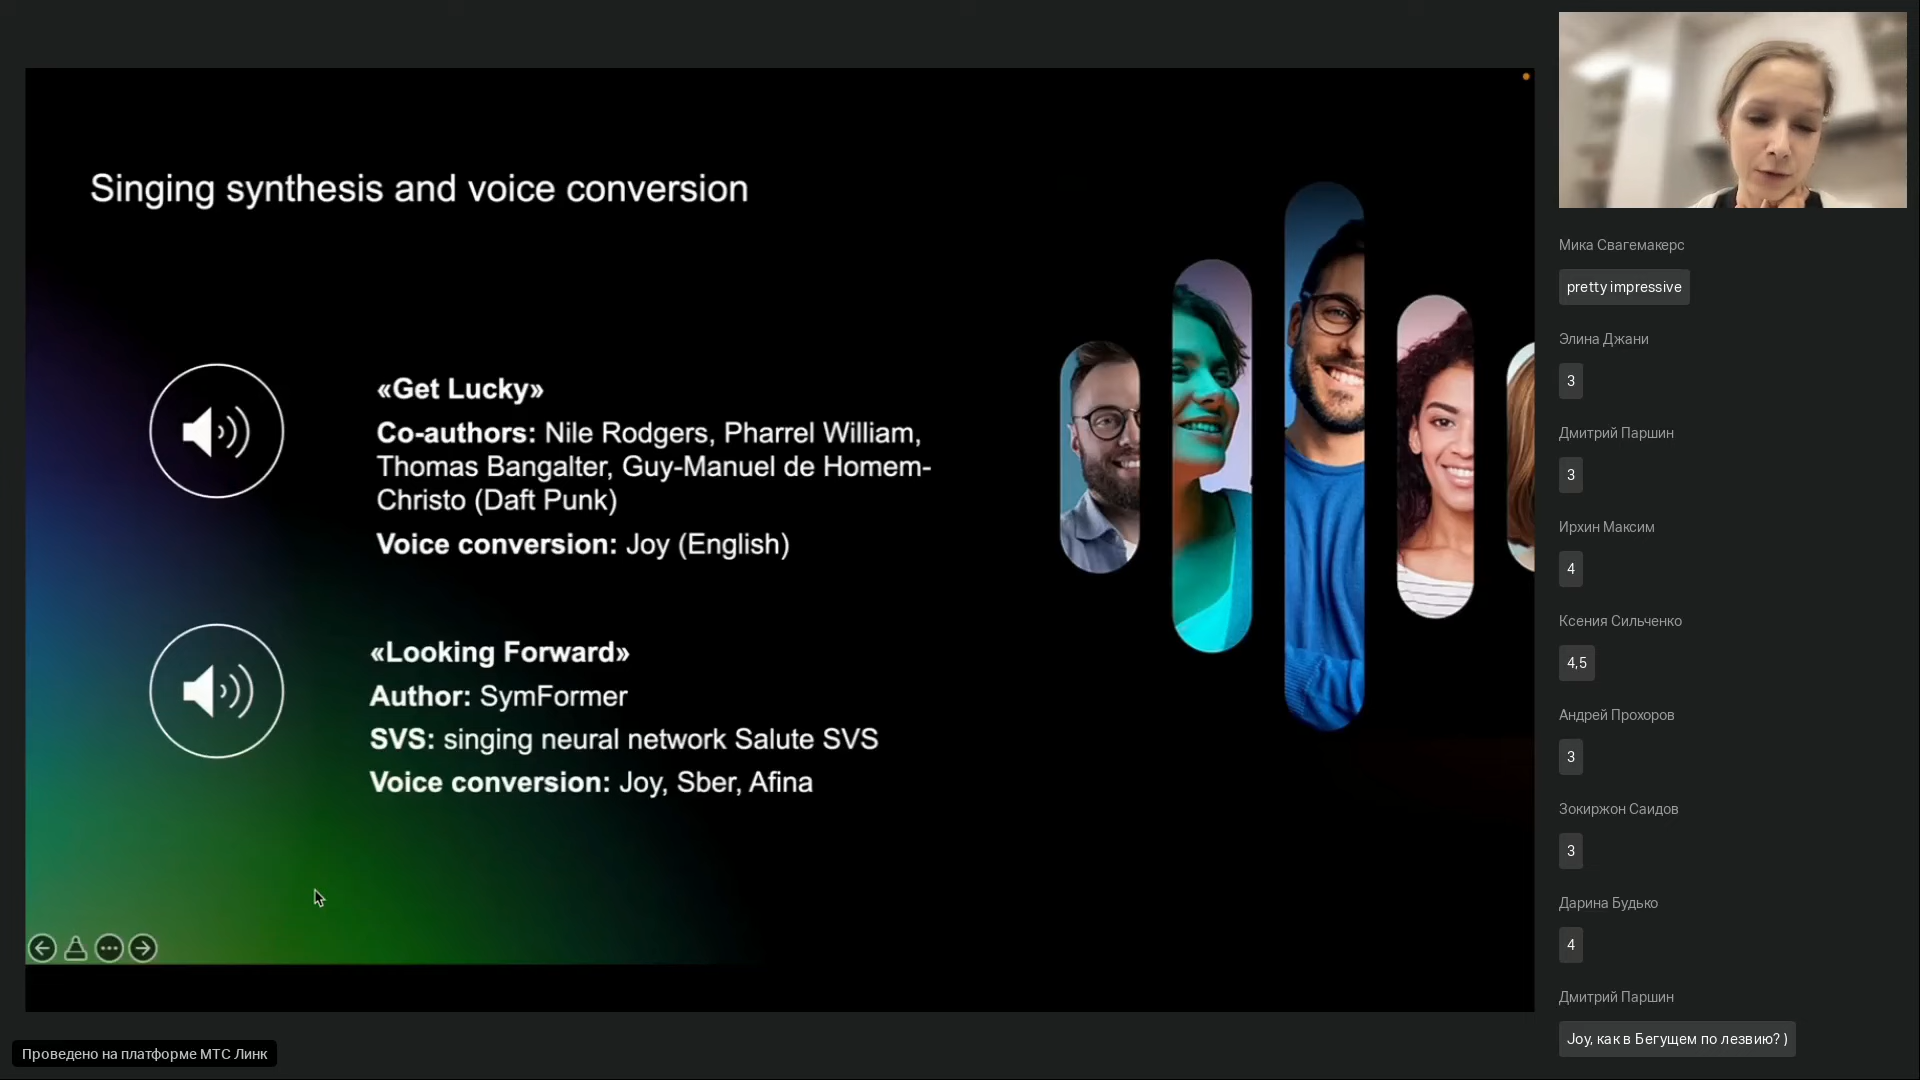 Singing synthesis and voice conversion
«Get Lucky»
Co-authors: Nile Rodgers, Pharrel William,
Thomas Bangalter, Guy-Manuel de Homem-
Christo (Daft Punk)
Voice conversion: Joy (English)
«Looking Forward»
Author: SymFormer
SVS: singing neural network Salute SVS
Voice conversion: Joy, Sber, Afina
Проведено на платформе МТС Линк
Мика Свагемакерс
pretty impressive
Элина Джани
3
Дмитрий Паршин
3
Ирхин Максим
4
Ксения Сильченко
4,5
Андрей Прохоров
3
Зокиржон Саидов
3
Дарина Будько
4
Дмитрий Паршин
Joy, как в Бегущем по лезвию? )